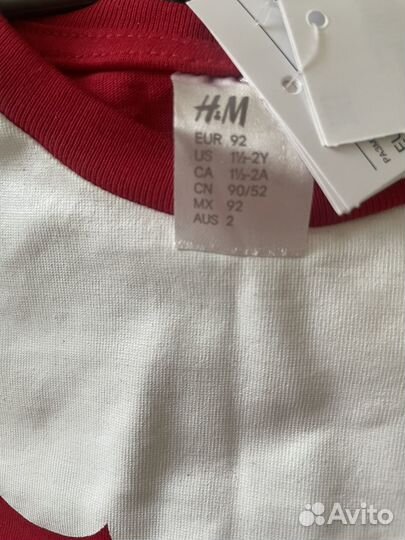 H&M
EUR 92
US 1½-2Y
CA 1½-2A
CN 90/52
MX 92
AUS 2
Avito